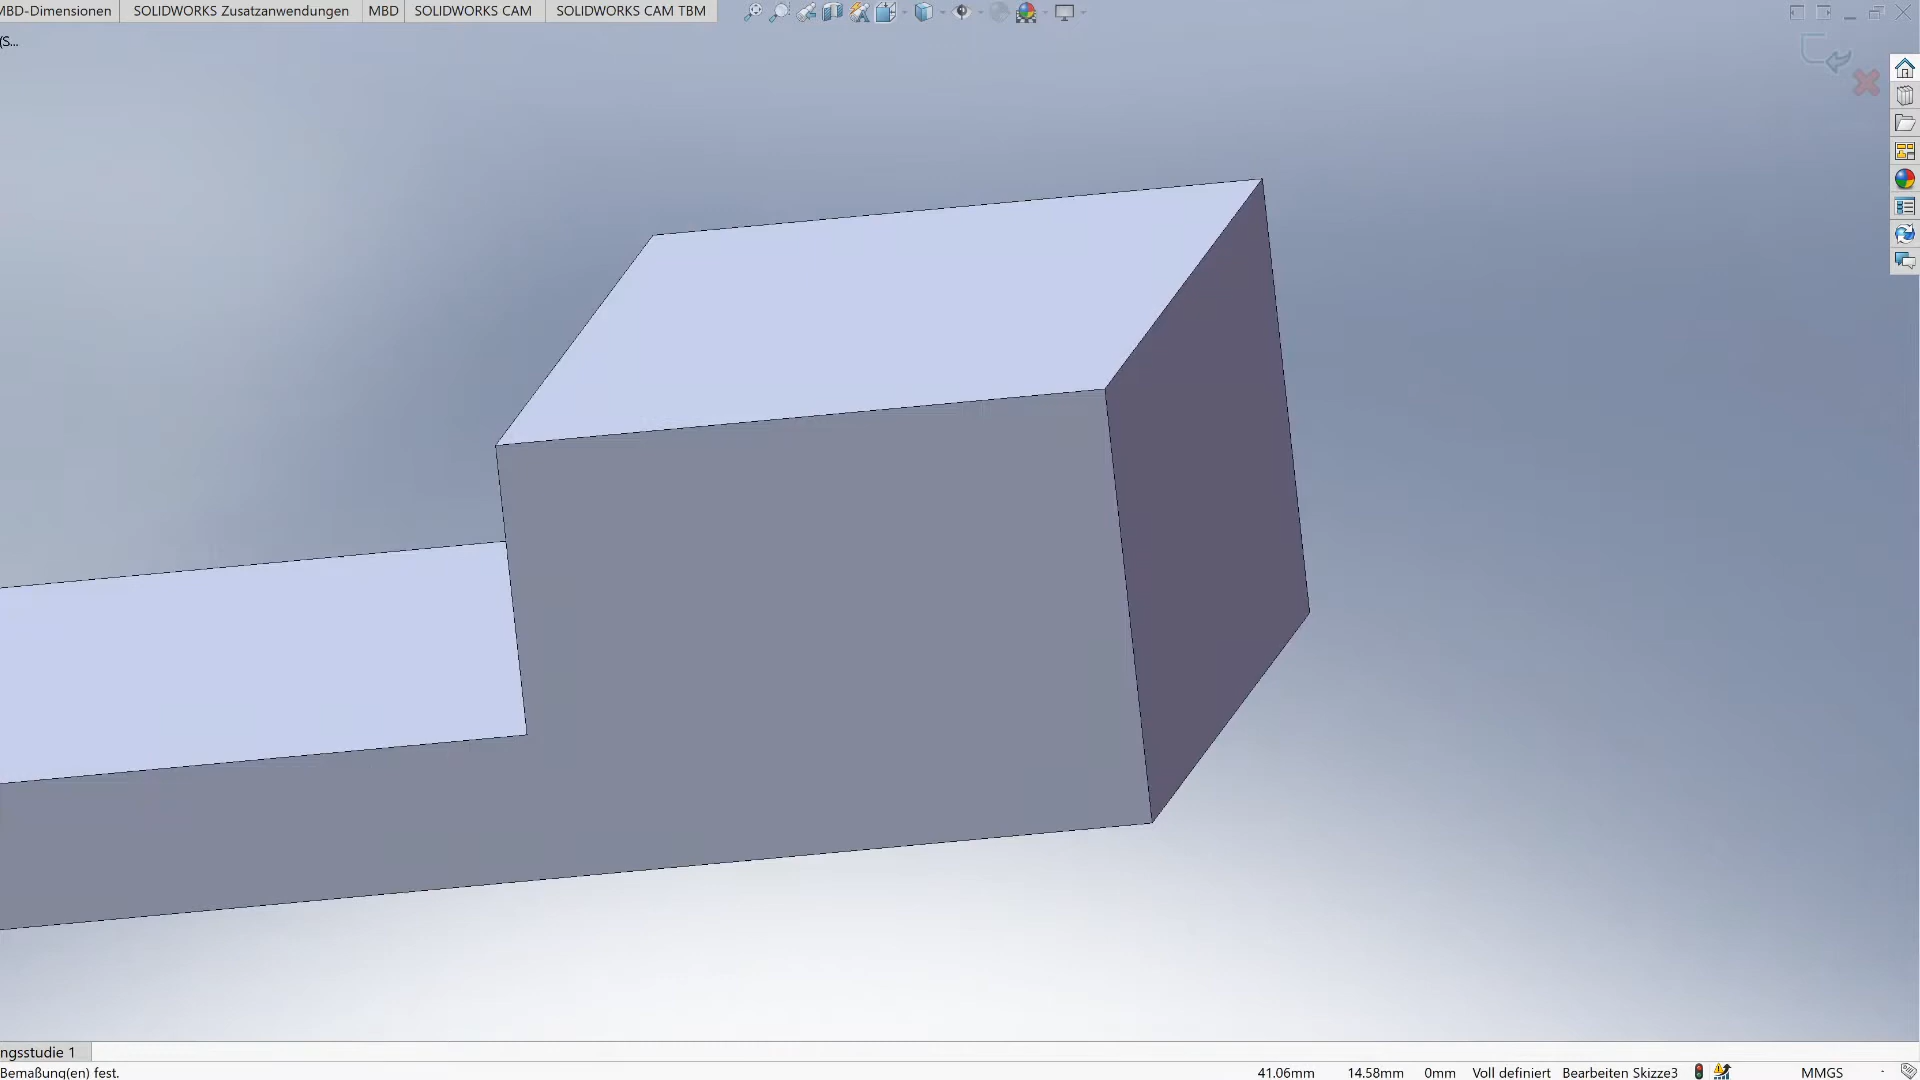 MBD-Dimensionen SOLIDWORKS Zusatzanwendungen MBD SOLIDWORKS CAM SOLIDWORKS CAM TBM
(S...
ngsstudie 1
Bemaßung(en) fest. 41.06mm 14.58mm 0mm Voll definiert Bearbeiten Skizze3 MMGS